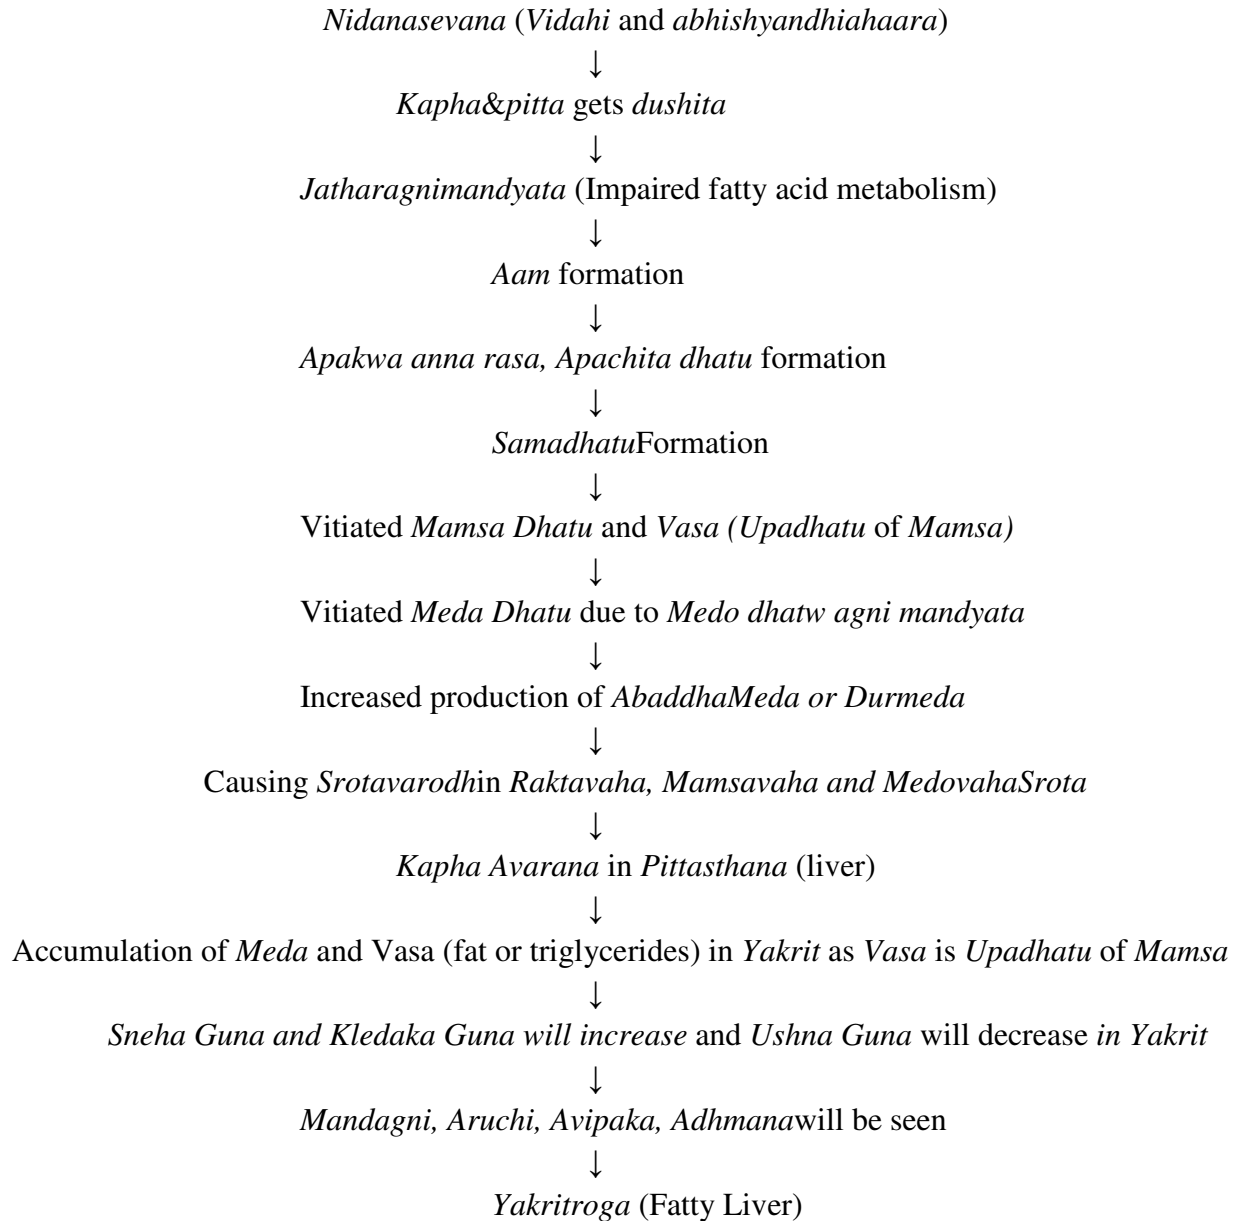 Nidanasevana (Vidahi and abhishyandhiahaara)
↓
Kapha&pitta gets dushita
↓
Jatharagnimandyata (Impaired fatty acid metabolism)
↓
Aam formation
↓
Apakwa anna rasa, Apachita dhatu formation
↓
SamadhatuFormation
↓
Vitiated Mamsa Dhatu and Vasa (Upadhatu of Mamsa)
↓
Vitiated Meda Dhatu due to Medo dhatw agni mandyata
↓
Increased production of AbaddhaMeda or Durmeda
↓
Causing Srotavarodhin Raktavaha, Mamsavaha and MedovahaSrota
↓
Kapha Avarana in Pittasthana (liver)
↓
Accumulation of Meda and Vasa (fat or triglycerides) in Yakrit as Vasa is Upadhatu of Mamsa
↓
Sneha Guna and Kledaka Guna will increase and Ushna Guna will decrease in Yakrit
↓
Mandagni, Aruchi, Avipaka, Adhmanawill be seen
↓
Yakritroga (Fatty Liver)